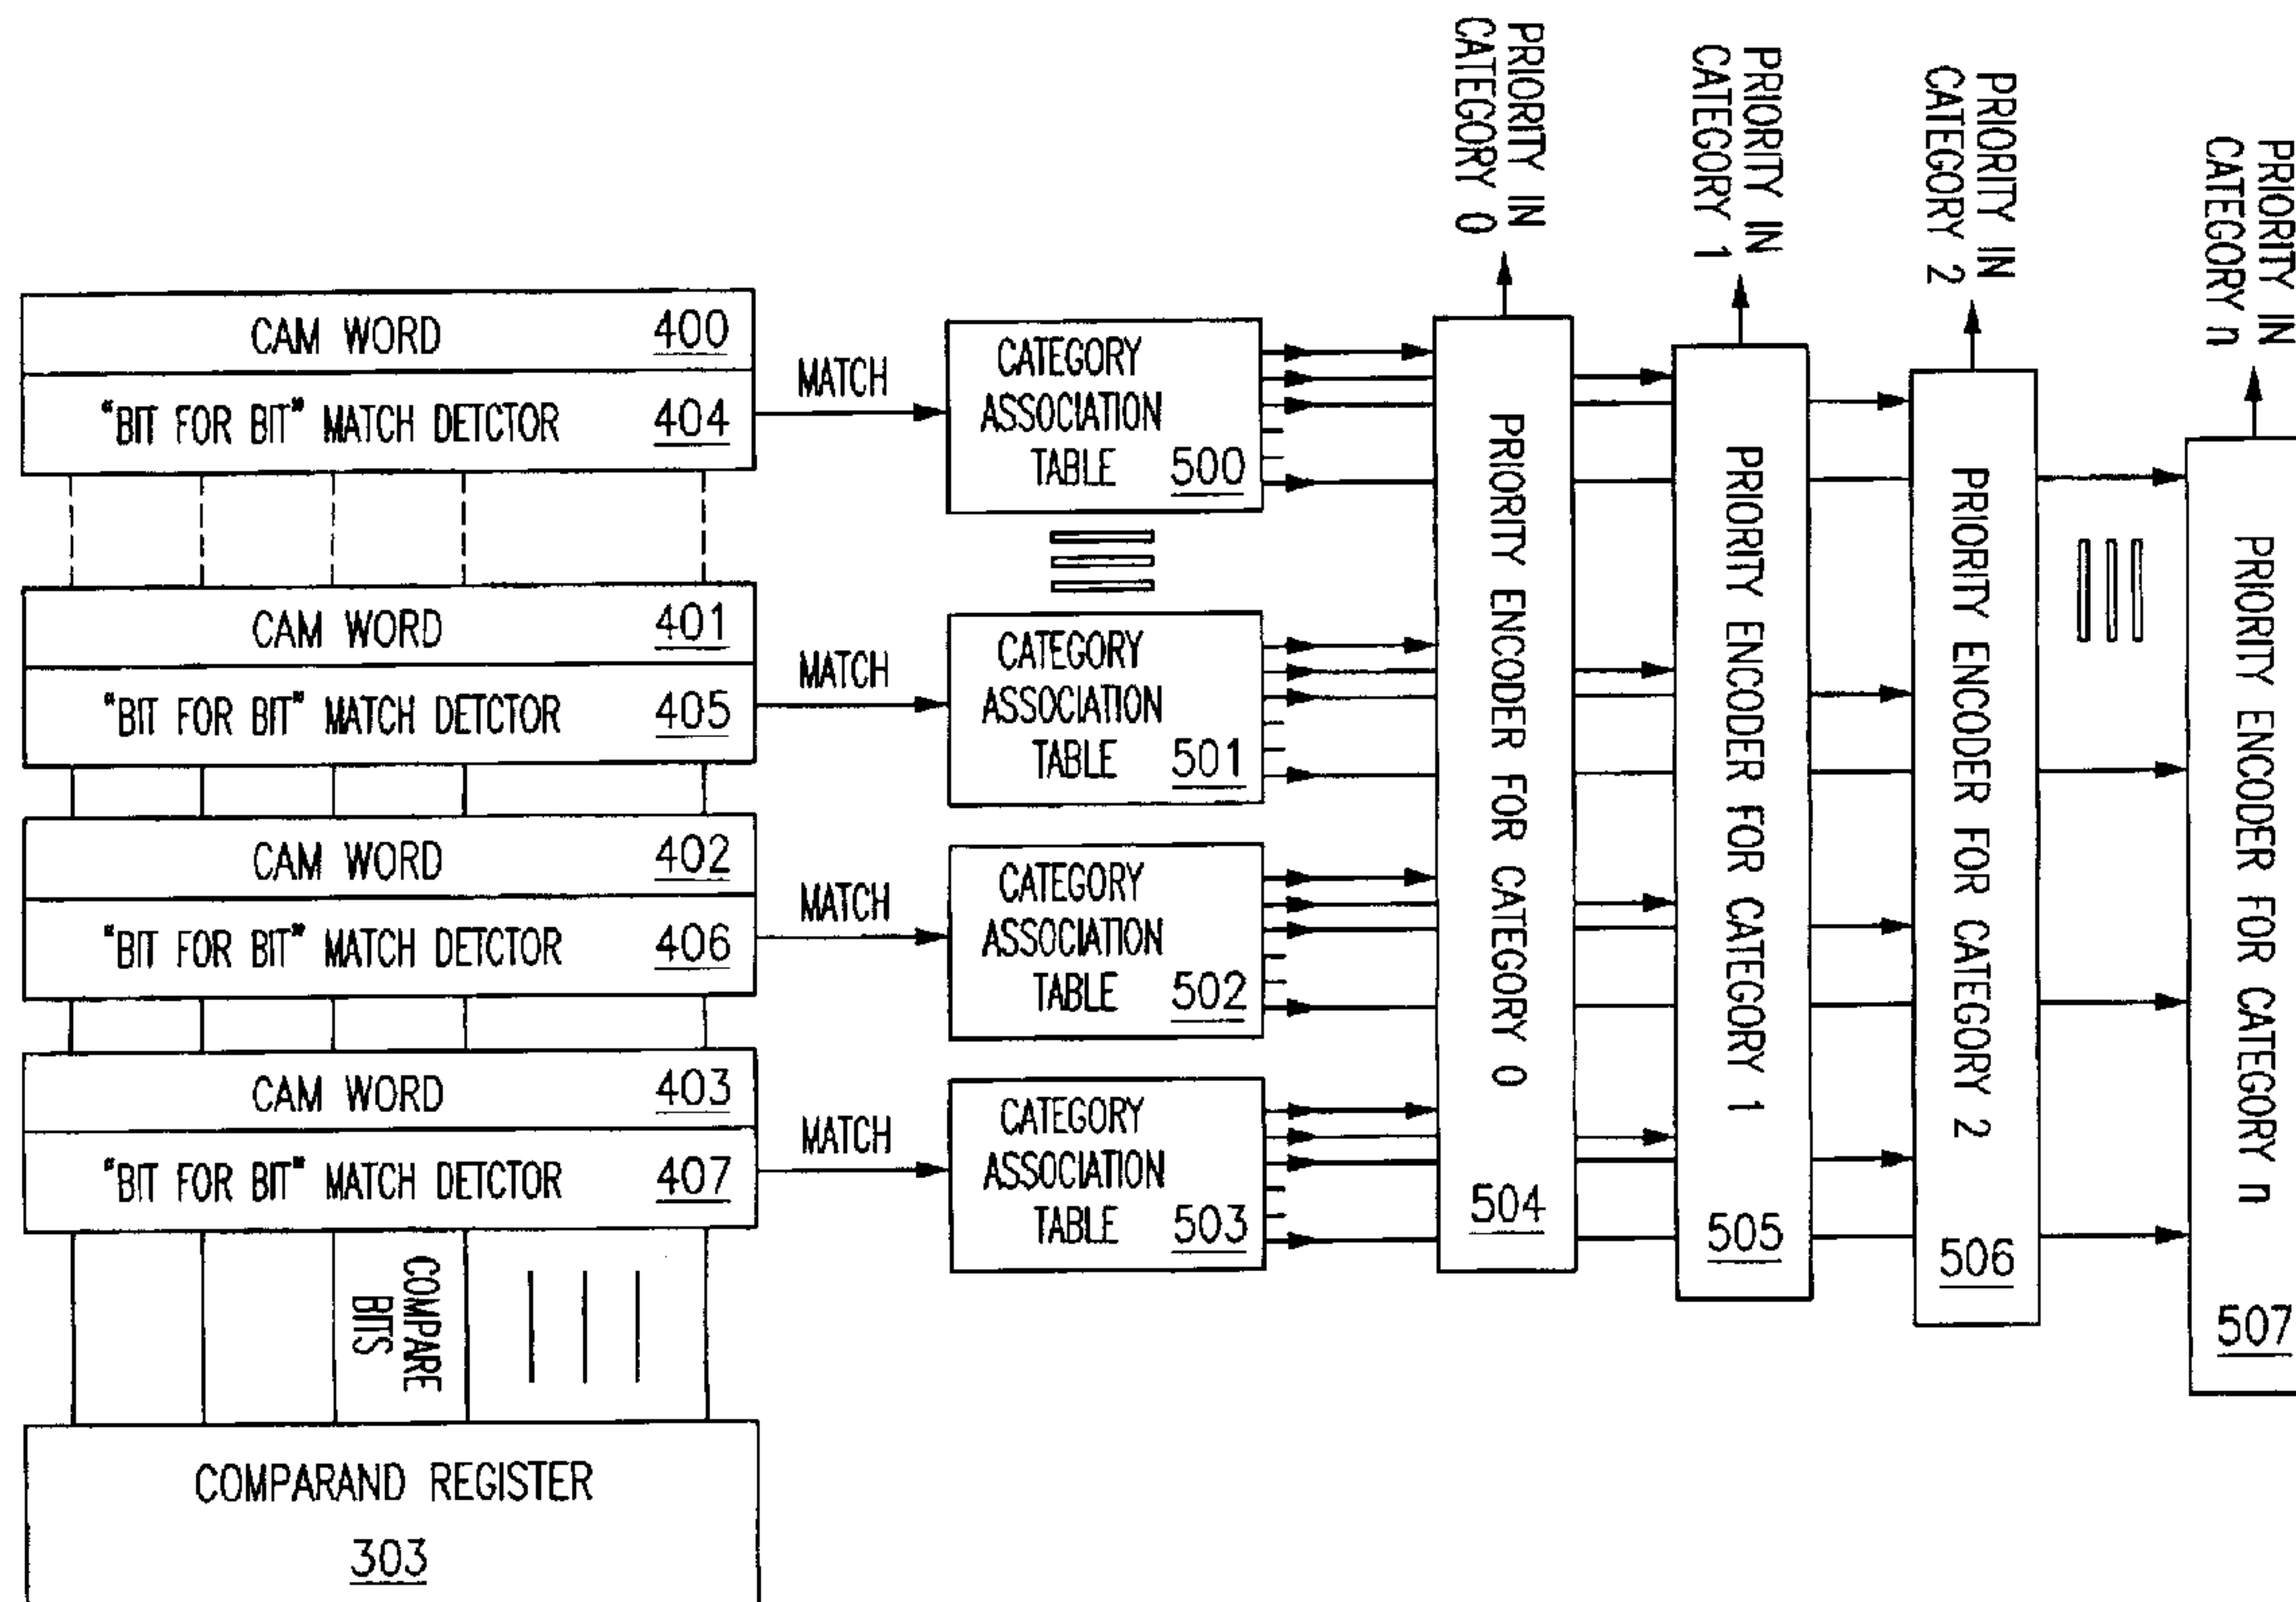 PRIORITY IN
CATEGORY 0
PRIORITY IN
CATEGORY 1
PRIORITY IN
CATEGORY 2
PRIORITY IN
CATEGORY n
CAM WORD 400
"BIT FOR BIT" MATCH DETCTOR 404
MATCH
CATEGORY
ASSOCIATION
TABLE 500
CAM WORD 401
"BIT FOR BIT" MATCH DETCTOR 405
MATCH
CATEGORY
ASSOCIATION
TABLE 501
CAM WORD 402
"BIT FOR BIT" MATCH DETCTOR 406
MATCH
CATEGORY
ASSOCIATION
TABLE 502
CAM WORD 403
"BIT FOR BIT" MATCH DETCTOR 407
MATCH
CATEGORY
ASSOCIATION
TABLE 503
PRIORITY ENCODER FOR CATEGORY 0
504
PRIORITY ENCODER FOR CATEGORY 1
505
PRIORITY ENCODER FOR CATEGORY 2
506
PRIORITY ENCODER FOR CATEGORY n
507
COMPARE
BITS
COMPARAND REGISTER
303